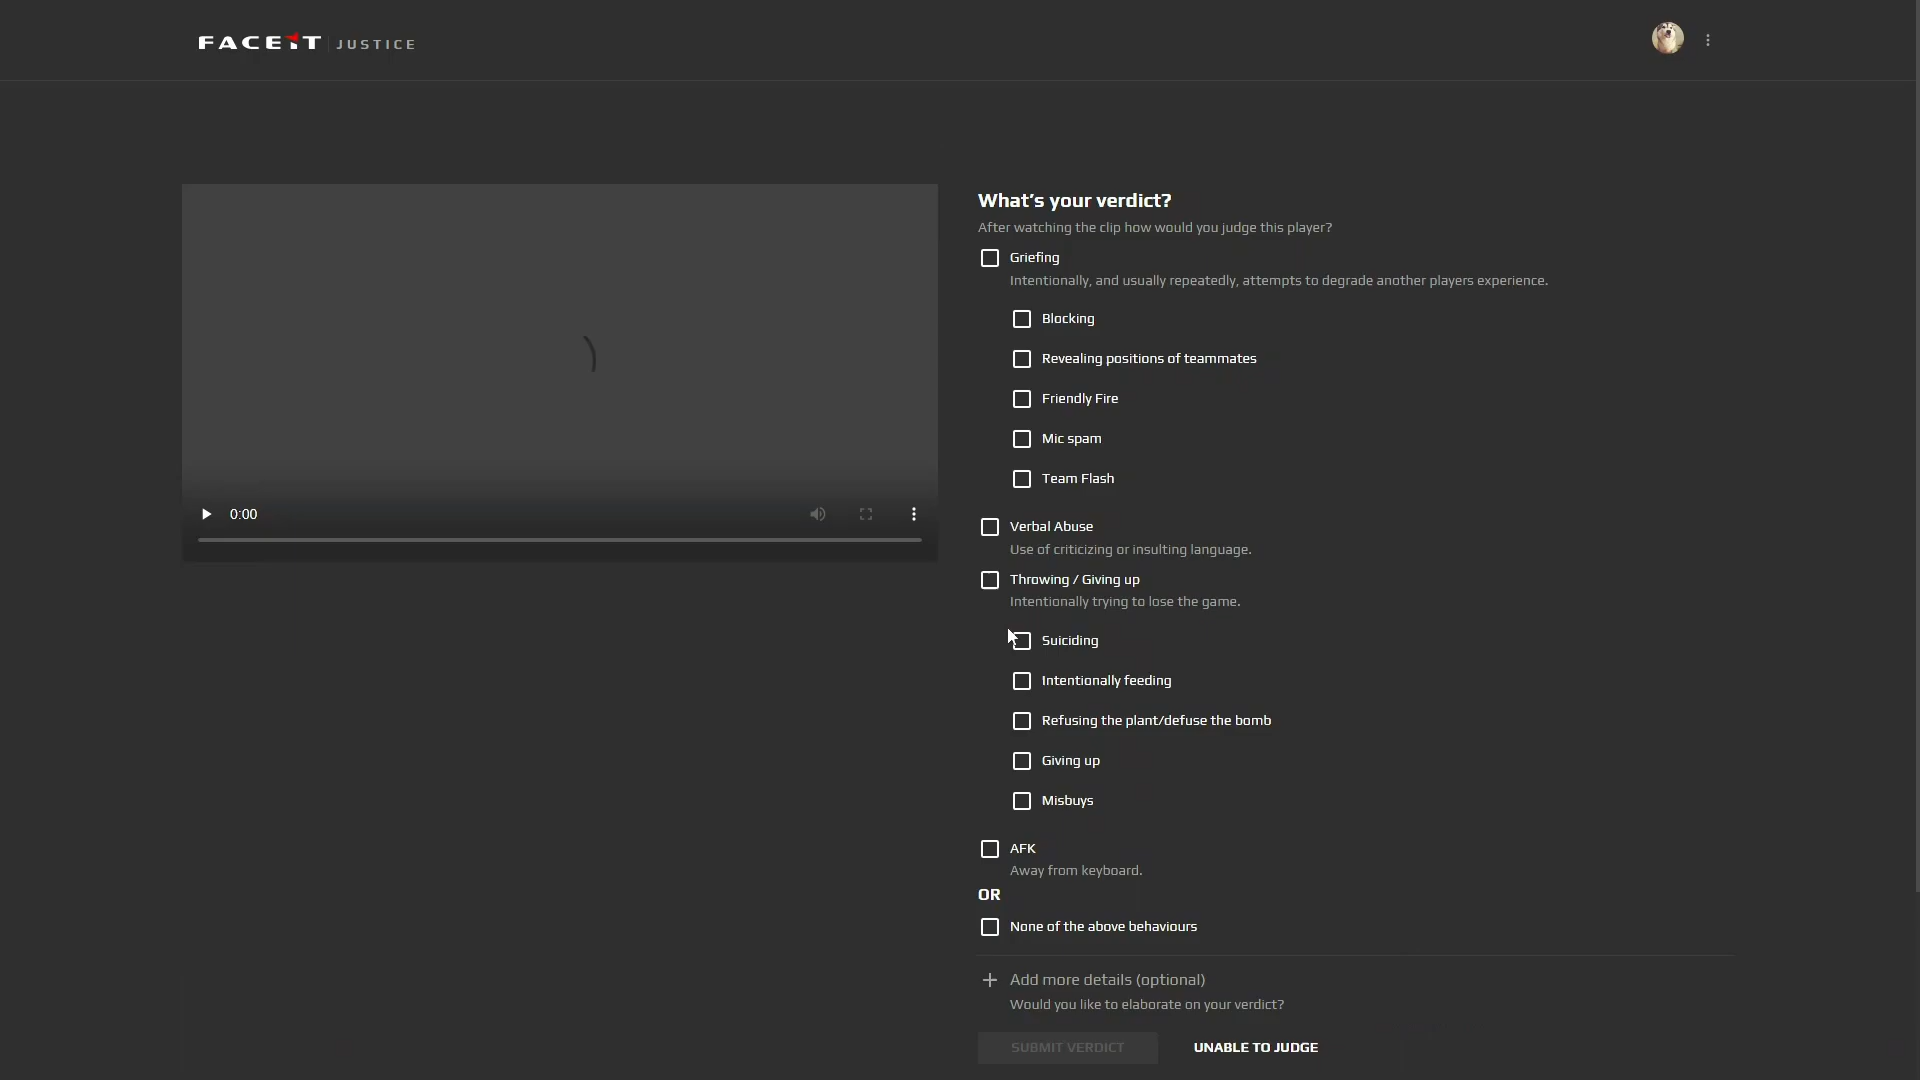 FACEIT JUSTICE
What's your verdict?
After watching the clip how would you judge this player?
Griefing
Intentionally, and usually repeatedly, attempts to degrade another players experience.
Blocking
Revealing positions of teammates
Friendly Fire
Mic spam
Team Flash
0:00
Verbal Abuse
Use of criticizing or insulting language.
Throwing / Giving up
Intentionally trying to lose the game.
Suiciding
Intentionally feeding
Refusing the plant/defuse the bomb
Giving up
Misbuys
AFK
Away from keyboard.
OR
None of the above behaviours
Add more details (optional)
Would you like to elaborate on your verdict?
SUBMIT VERDICT
UNABLE TO JUDGE